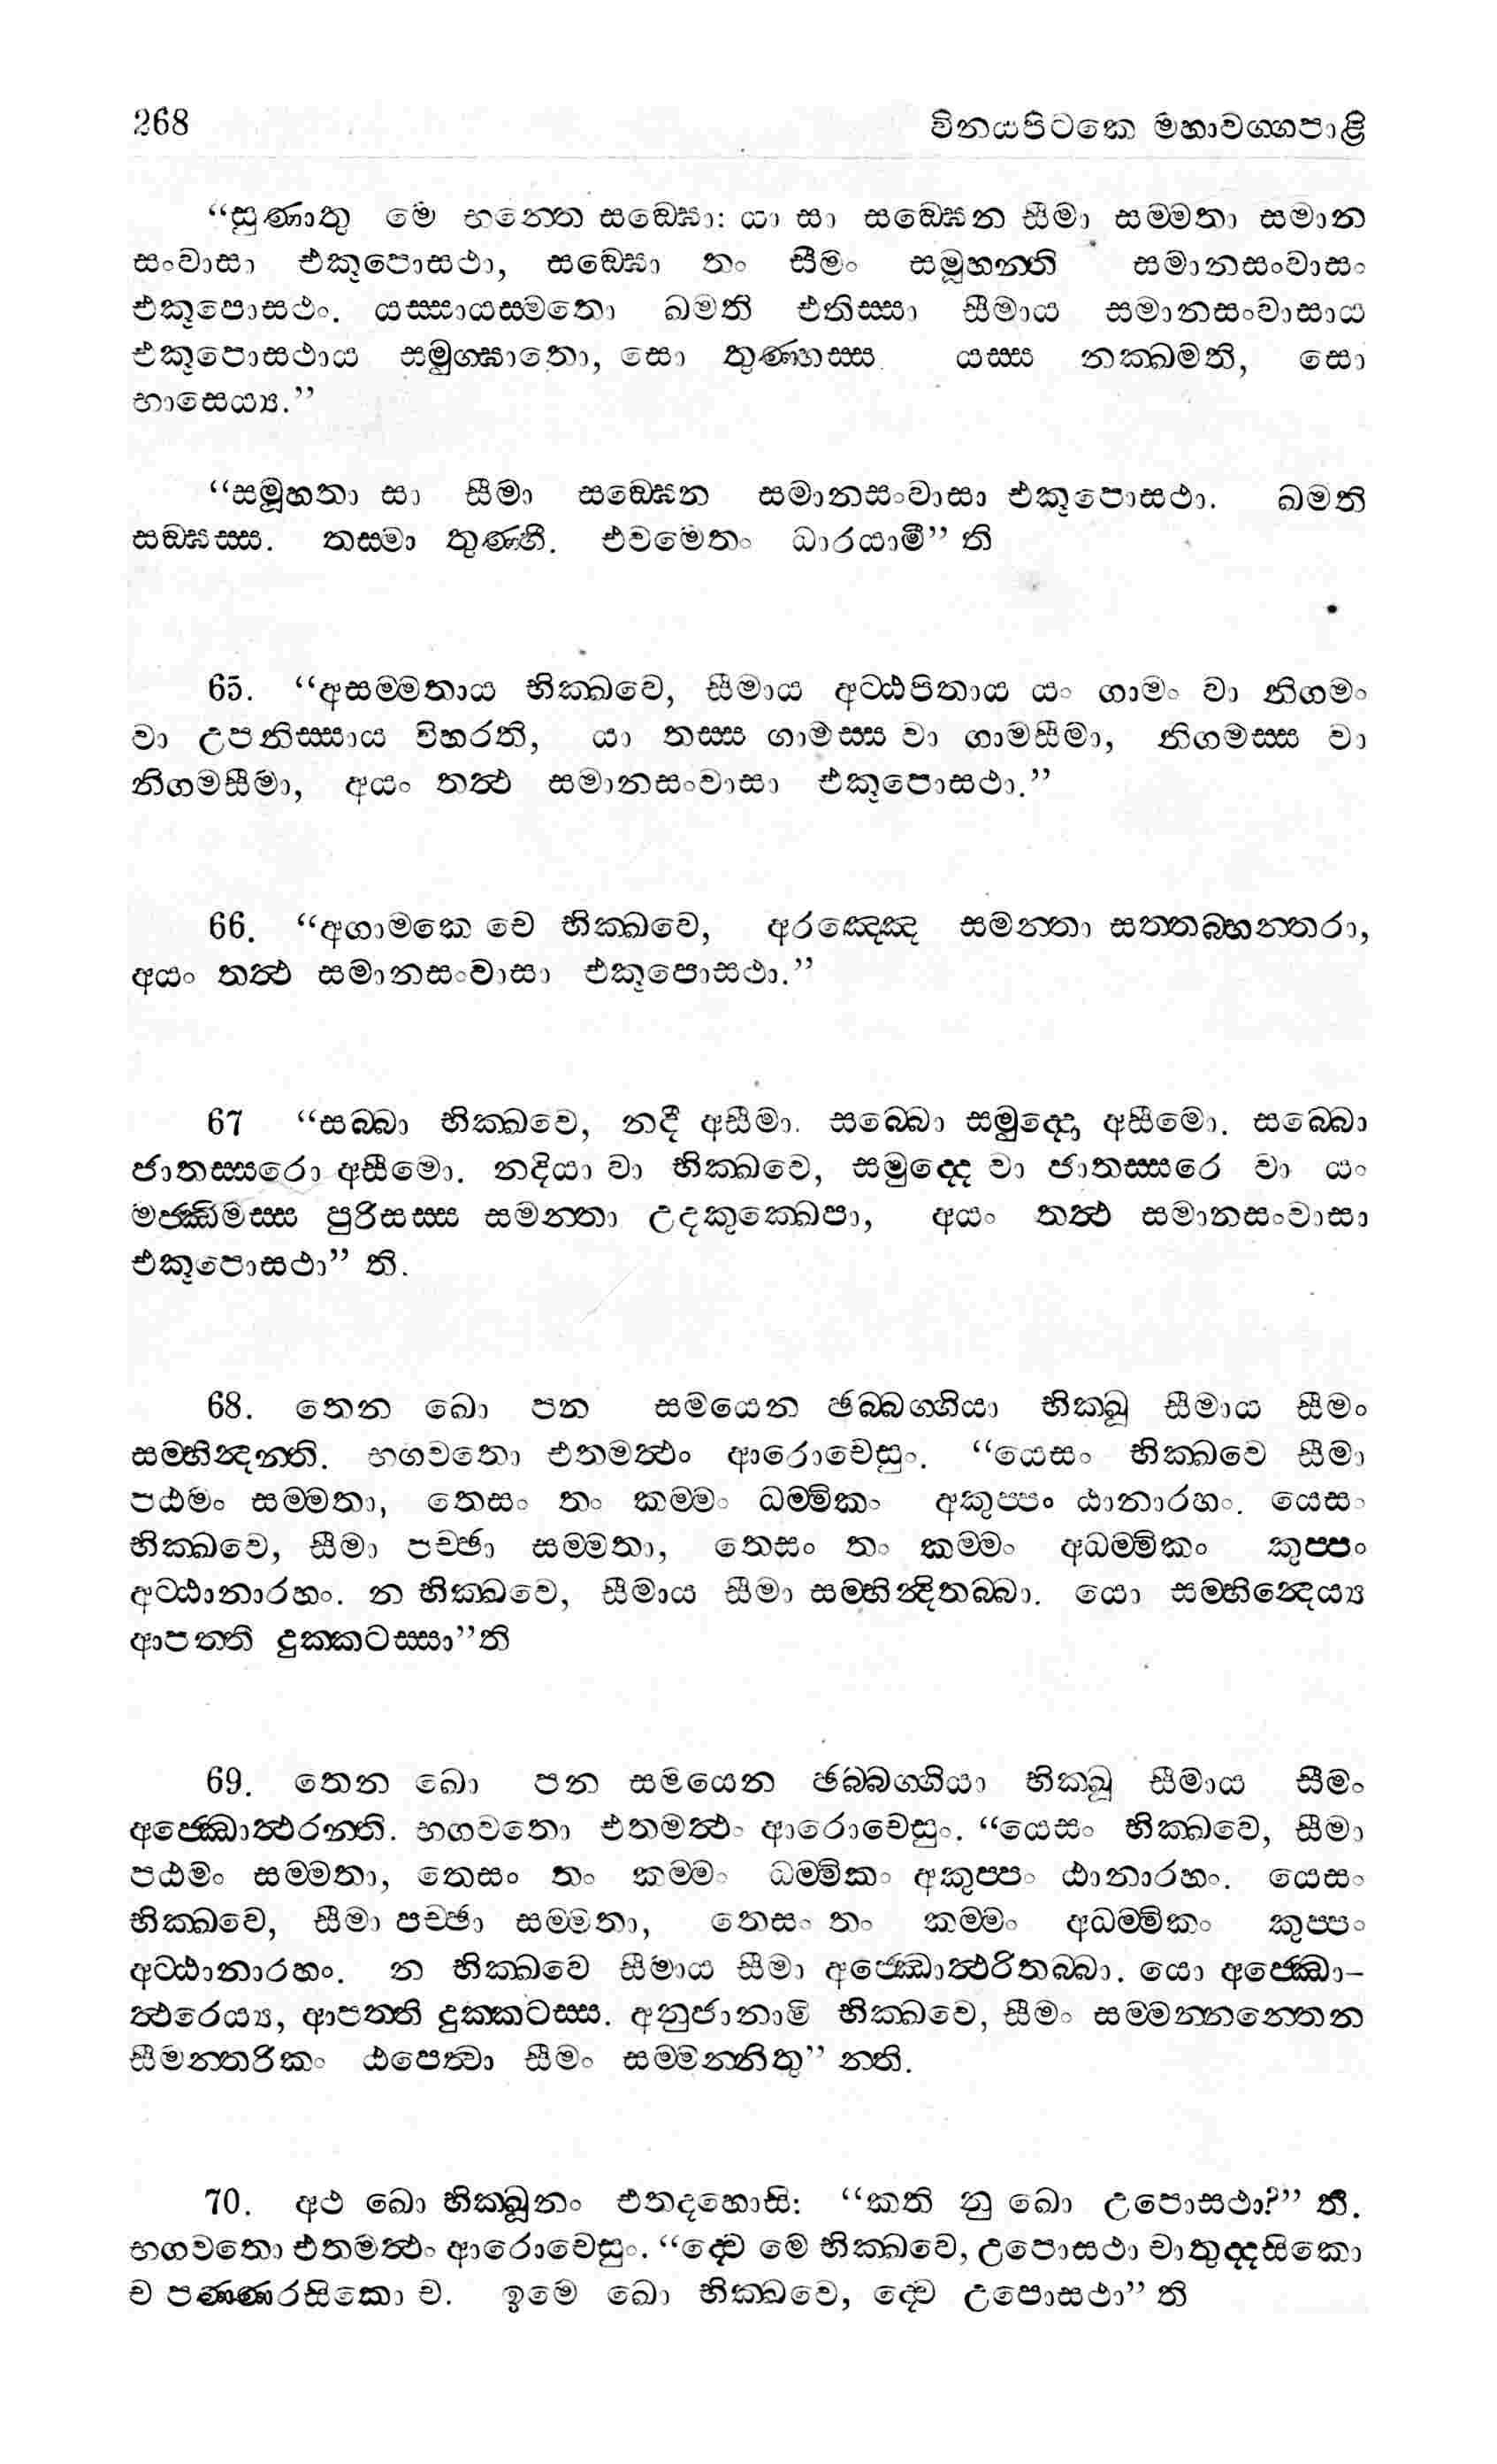 268 විනයපිටකෙ මහාවග්ගපාළි
“සුණාතු මෙ භන්තෙ සඞ්ඝො: යා සා සඞ්ඝෙන සීමා සම්මතා සමාන
සංවාසා එකූපොසථා, සඞ්ඝො තං සීමං සමූහන්ති සමානසංවාසං
එකූපොසථං. යස්සායස්මතො ඛමති එතිස්සා සීමාය සමානසංවාසාය
එකූපොසථාය සමුග්ඝාතො, සො තුණ්හස්ස යස්ස නක්ඛමති, සො
භාසෙය්‍ය.”
“සමූහතා සා සීමා සඞ්ඝෙන සමානසංවාසා එකූපොසථා. ඛමති
සඞ්ඝස්ස. තස්මා තුණ්හී. එවමෙතං ධාරයාමී” ති
65. “අසම්මතාය භික්ඛවෙ, සීමාය අට්ඨපිතාය යං ගාමං වා නිගමං
වා උපනිස්සාය විහරති, යා තස්ස ගාමස්ස වා ගාමසීමා, නිගමස්ස වා
නිගමසීමා, අයං තත්‍ථ සමානසංවාසා එකූපොසථා.”
66. “අගාමකෙ චෙ භික්ඛවෙ, අරඤ්ඤෙ සමන්තා සත්තබ්භන්තරා,
අයං තත්‍ථ සමානසංවාසා එකූපොසථා.”
67 “සබ්බා භික්ඛවෙ, නදී අසීමා. සබ්බො සමුද්දො, අසීමො. සබ්බො
ජාතස්සරො අසීමො. නදියා වා භික්ඛවෙ, සමුද්දෙ වා ජාතස්සරෙ වා යං
මජ්ඣිමස්ස පුරිසස්ස සමන්තා උදකුක්ඛෙපා, අයං තත්‍ථ සමානසංවාසා
එකූපොසථා” ති.
68. තෙන ඛො පන සමයෙන ඡබ්බග්ගියා භික්ඛූ සීමාය සීමං
සම්භින්‍දන්ති. භගවතො එතමත්‍ථං ආරොචෙසුං. “යෙසං භික්ඛවෙ සීමා
පඨමං සම්මතා, තෙසං තං කම්මං ධම්මිකං අකුප්පං ඨානාරහං. යෙසං
භික්ඛවෙ, සීමා පච්ඡා සම්මතා, තෙසං තං කම්මං අධම්මිකං කුප්පං
අට්ඨානාරහං. න භික්ඛවෙ, සීමාය සීමා සම්භින්‍දිතබ්බා. යො සම්භින්‍දෙය්‍ය
ආපත්ති දුක්කටස්සා”ති
69. තෙන ඛො පන සමයෙන ඡබ්බග්ගියා භික්ඛූ සීමාය සීමං
අජ්ඣොත්‍ථරන්ති. භගවතො එතමත්‍ථං ආරොචෙසුං. “යෙසං භික්ඛවෙ, සීමා
පඨමං සම්මතා, තෙසං තං කම්මං ධම්මිකං අකුප්පං ඨානාරහං. යෙසං
භික්ඛවෙ, සීමා පච්ඡා සම්මතා, තෙසං තං කම්මං අධම්මිකං කුප්පං
අට්ඨානාරහං. න භික්ඛවෙ සීමාය සීමා අජ්ඣොත්‍ථරිතබ්බා. යො අජ්ඣො-
ත්‍ථරෙය්‍ය, ආපත්ති දුක්කටස්ස. අනුජානාමි භික්ඛවෙ, සීමං සම්මන්නන්තෙන
සීමන්තරිකං ඨපෙත්‍වා සීමං සම්මන්නිතු” න්ති.
70. අථ ඛො භික්ඛූනං එතදහොසි: “කති නු ඛො උපොසථා?” තී.
භගවතො එතමත්‍ථං ආරොචෙසුං. “ද්‍වෙ මෙ භික්ඛවෙ, උපොසථා චාතුද්දසිකො
ච පණ්ණරසිකො ච. ඉමෙ ඛො භික්ඛවෙ, ද්‍වෙ උපොසථා” ති